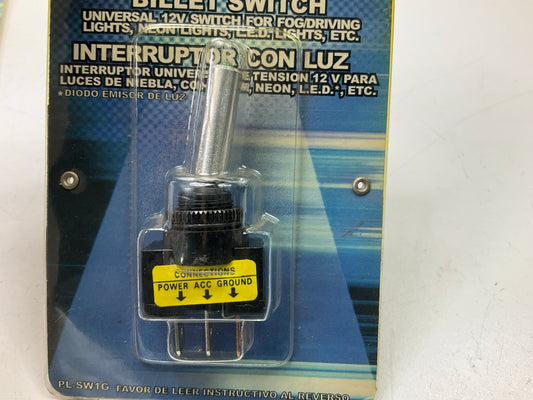 BILLET SWITCH
UNIVERSAL 12V SWITCH FOR FOG/DRIVING
LIGHTS, NEON LIGHTS, L.E.D. LIGHTS, ETC.
INTERRUPTOR CON LUZ
INTERRUPTOR UNIVER E TENSION 12 V PARA
LUCES DE NIEBLA, CO M, NEON, L.E.D.*, ETC.
*DIODO EMISOR DE LUZ
CONNECTIONS
POWER ACC GROUND
PL-SW1G FAVOR DE LEER INSTRUCTIVO AL REVERSO